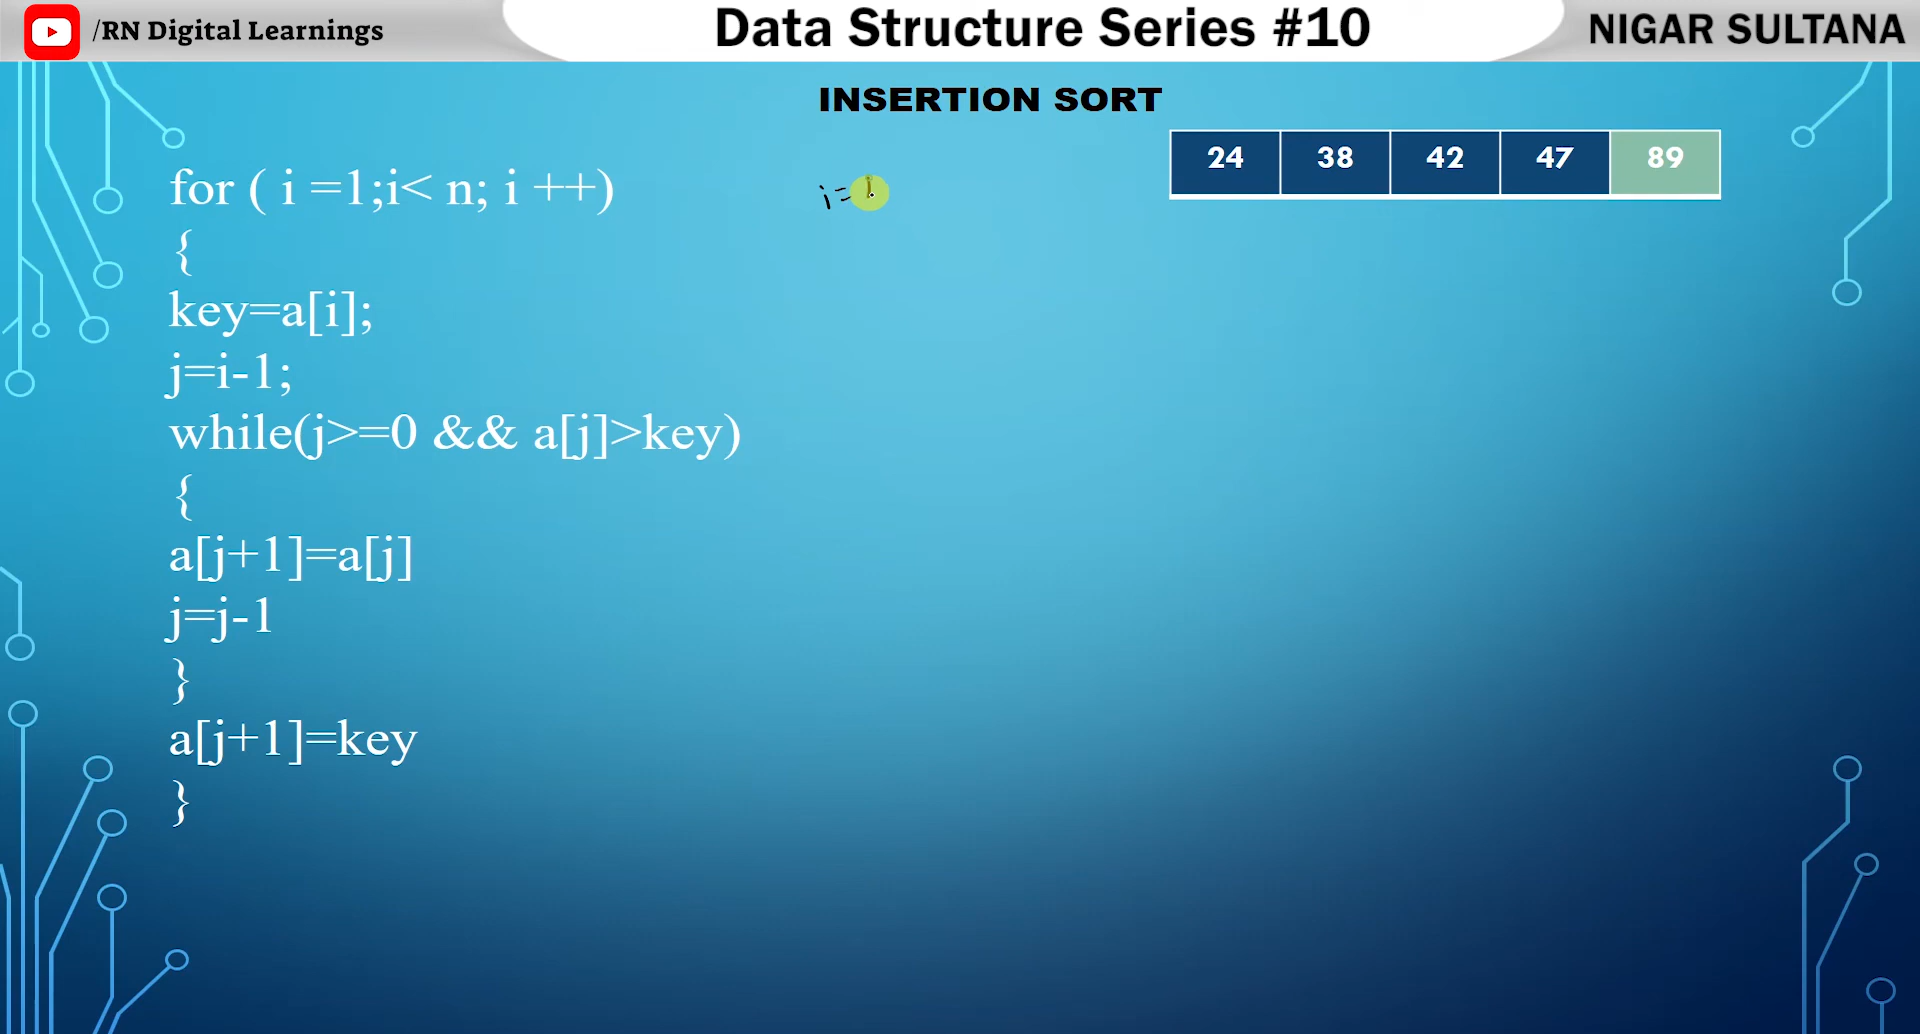 /RN Digital Learnings
Data Structure Series #10
NIGAR SULTANA
INSERTION SORT
24 38 42 47 89
for ( i =1;i< n; i ++)
i=1
{
key=a[i];
j=i-1;
while(j>=0 && a[j]>key)
{
a[j+1]=a[j]
j=j-1
}
a[j+1]=key
}